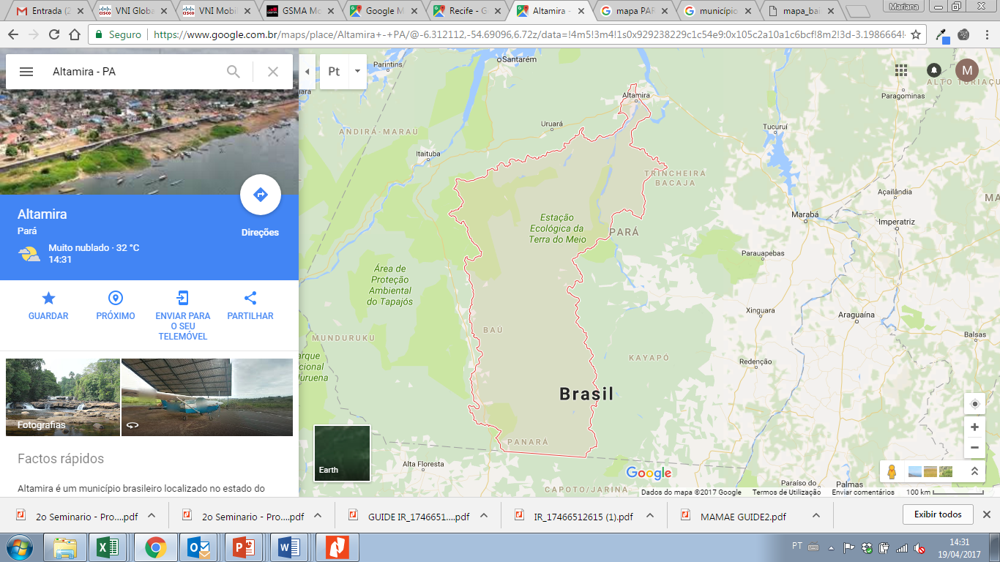 Entrada (2
VNI Globa
VNI Mobil
GSMA Mo
Google M
Recife - Go
Altamira -
mapa PAR
município
mapa_bai
Mariana
Seguro
https://www.google.com.br/maps/place/Altamira+-+PA/@-6.312112,-54.69096,6.72z/data=!4m5!3m4!1s0x929238229c1c54e9:0x105c2a10a1c6bcf!8m2!3d-3.1986664!
Altamira - PA
Pt
M
Altamira
Pará
Direções
Muito nublado · 32 °C
14:31
GUARDAR
PRÓXIMO
ENVIAR PARA
O SEU
TELEMÓVEL
PARTILHAR
Fotografias
Factos rápidos
Altamira é um município brasileiro localizado no estado do
Parintins
Santarém
Altamira
Paragominas
ALTO TURIAÇU
Uruará
ANDIRÁ-MARAÚ
Tucuruí
Itaituba
TRINCHEIRA
BACAJA
Açailândia
MA
Marabá
Imperatriz
Estação
Ecológica da
Terra do Meio
PARÁ
Parauapebas
Área de
Proteção
Ambiental
do Tapajós
Xinguara
Araguaína
BAÚ
MUNDURUKU
Balsas
arque
cional
uruena
KAYAPÓ
Redenção
Brasil
PANARÁ
Alta Floresta
Earth
Google
CAPOTO/JARINA
Paraíso do
Palmas
Dados do mapa ©2017 Google
Termos de Utilização
Enviar comentários
100 km
2o Seminario - Pro....pdf
2o Seminario - Pro....pdf
GUIDE IR_1746651....pdf
IR_17466512615 (1).pdf
MAMAE GUIDE2.pdf
Exibir todos
PT
14:31
19/04/2017